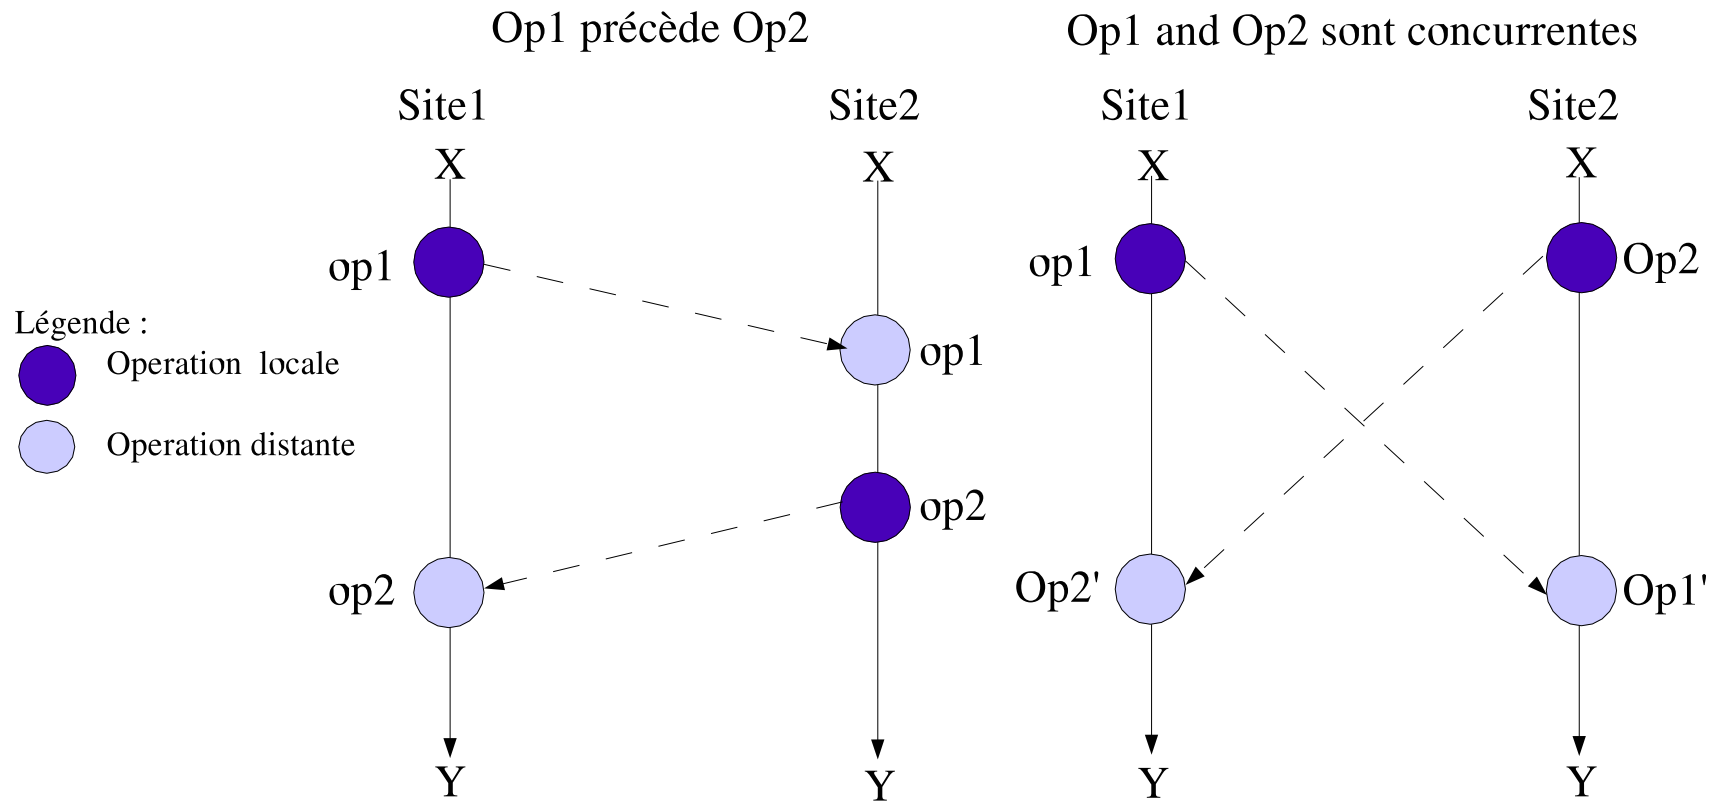 Op1 précède Op2
Op1 and Op2 sont concurrentes
Site1
Site2
Site1
Site2
X
X
X
X
op1
op1
Op2
Légende :
Operation locale
op1
Operation distante
op2
op2
Op2'
Op1'
Y
Y
Y
Y